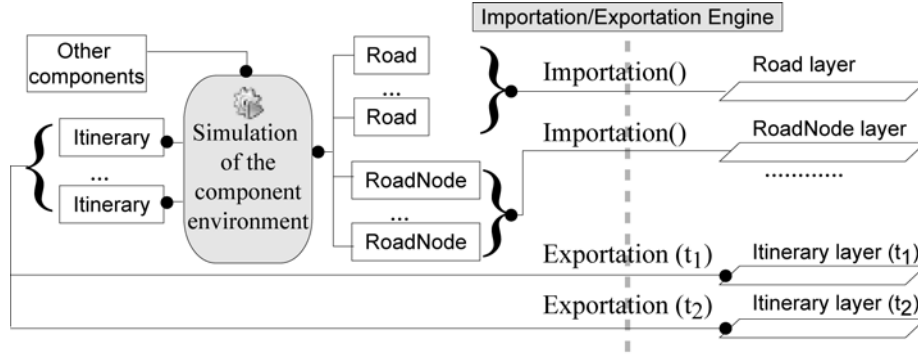 Importation/Exportation Engine
Other
components
Road
...
Road
Importation()
Road layer
Itinerary
...
Itinerary
Simulation
of the
component
environment
RoadNode
...
RoadNode
Importation()
RoadNode layer
............
Exportation (t1)
Itinerary layer (t1)
Exportation (t2)
Itinerary layer (t2)